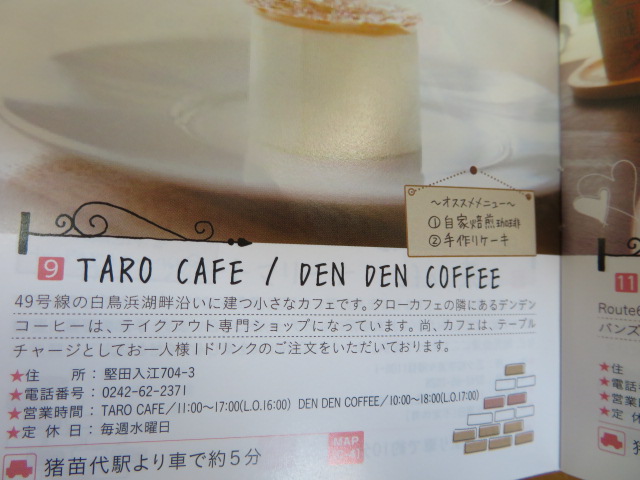 ～オススメメニュー～
①自家焙煎珈琲
②手作りケーキ
9 TARO CAFE / DEN DEN COFFEE
49号線の白鳥浜湖畔沿いに建つ小さなカフェです。タローカフェの隣にあるデンデン
コーヒーは、テイクアウト専門ショップになっています。尚、カフェは、テーブル
チャージとしてお一人様1ドリンクのご注文をいただいております。
★住　所：堅田入江704-3
★電話番号：0242-62-2371
★営業時間：TARO CAFE／11:00～17:00(L.O.16:00) DEN DEN COFFEE／10:00～18:00(L.O.17:00)
★定休日：毎週水曜日
MAP
猪苗代駅より車で約5分
11
Route6
パンズ
★住
★電話
★営業
★定